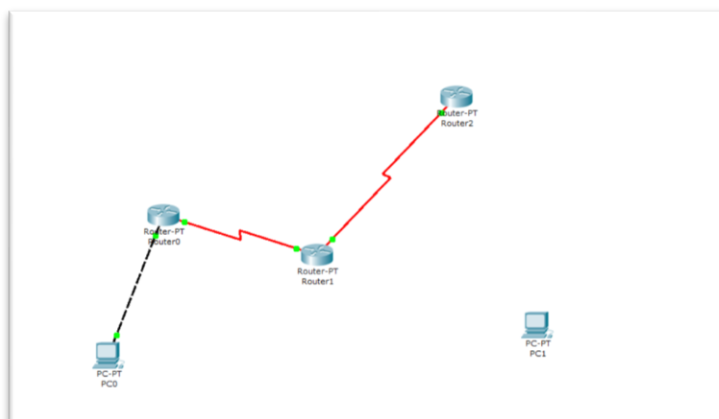 Router-PT
Router2
Router-PT
Router0
Router-PT
Router1
PC-PT
PC1
PC-PT
PC0